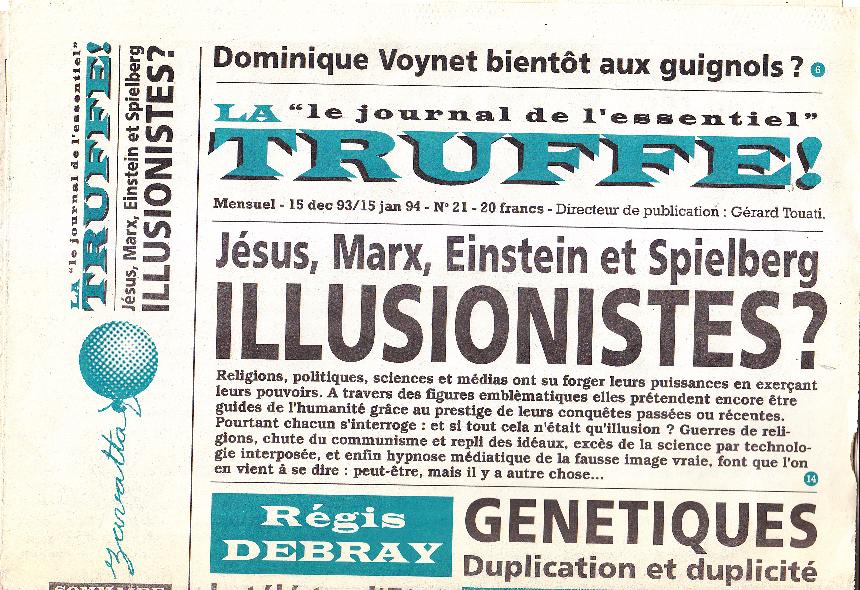 LA "le journal de l'essentiel"
TRUFFE!
Jésus, Marx, Einstein et Spielberg
ILLUSIONISTES?
zavatta
Dominique Voynet bientôt aux guignols ? 6
LA "le journal de l'essentiel"
TRUFFE!
Mensuel - 15 dec 93/15 jan 94 - N° 21 - 20 francs - Directeur de publication : Gérard Touati.
Jésus, Marx, Einstein et Spielberg
ILLUSIONISTES?
Religions, politiques, sciences et médias ont su forger leurs puissances en exerçant
leurs pouvoirs. A travers des figures emblèmatiques elles prétendent encore être
guides de l'humanité grâce au prestige de leurs conquêtes passées ou récentes.
Pourtant chacun s'interroge : et si tout cela n'était qu'illusion ? Guerres de reli-
gions, chute du communisme et repli des idéaux, excès de la science par technolo-
gie interposée, et enfin hypnose médiatique de la fausse image vraie, font que l'on
en vient à se dire : peut-être, mais il y a autre chose... 14
Régis
DEBRAY
GENETIQUES
Duplication et duplicité